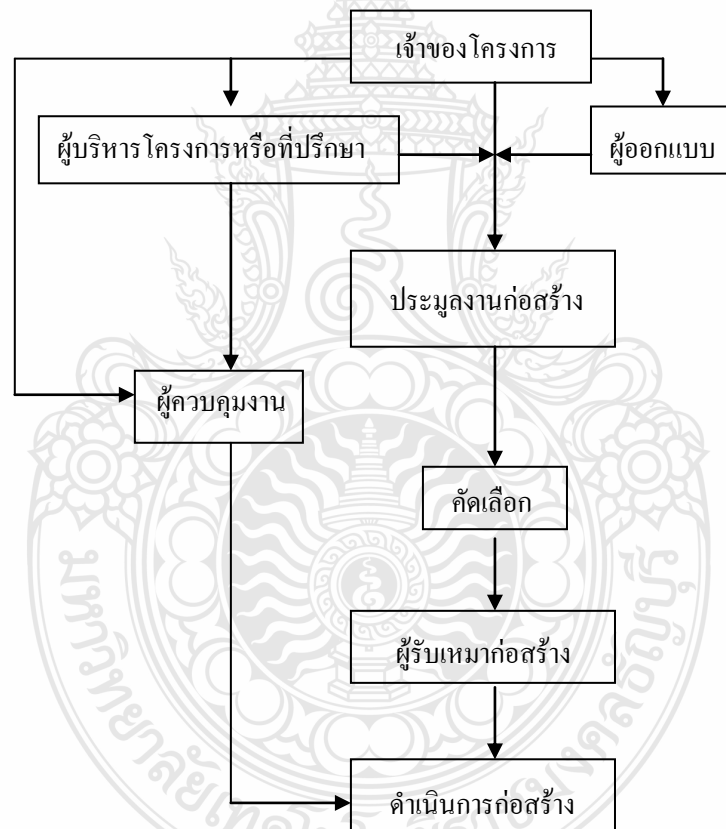 เจ้าของโครงการ
ผู้บริหารโครงการหรือที่ปรึกษา
ผู้ออกแบบ
ประมูลงานก่อสร้าง
ผู้ควบคุมงาน
คัดเลือก
ผู้รับเหมาก่อสร้าง
ดำเนินการก่อสร้าง